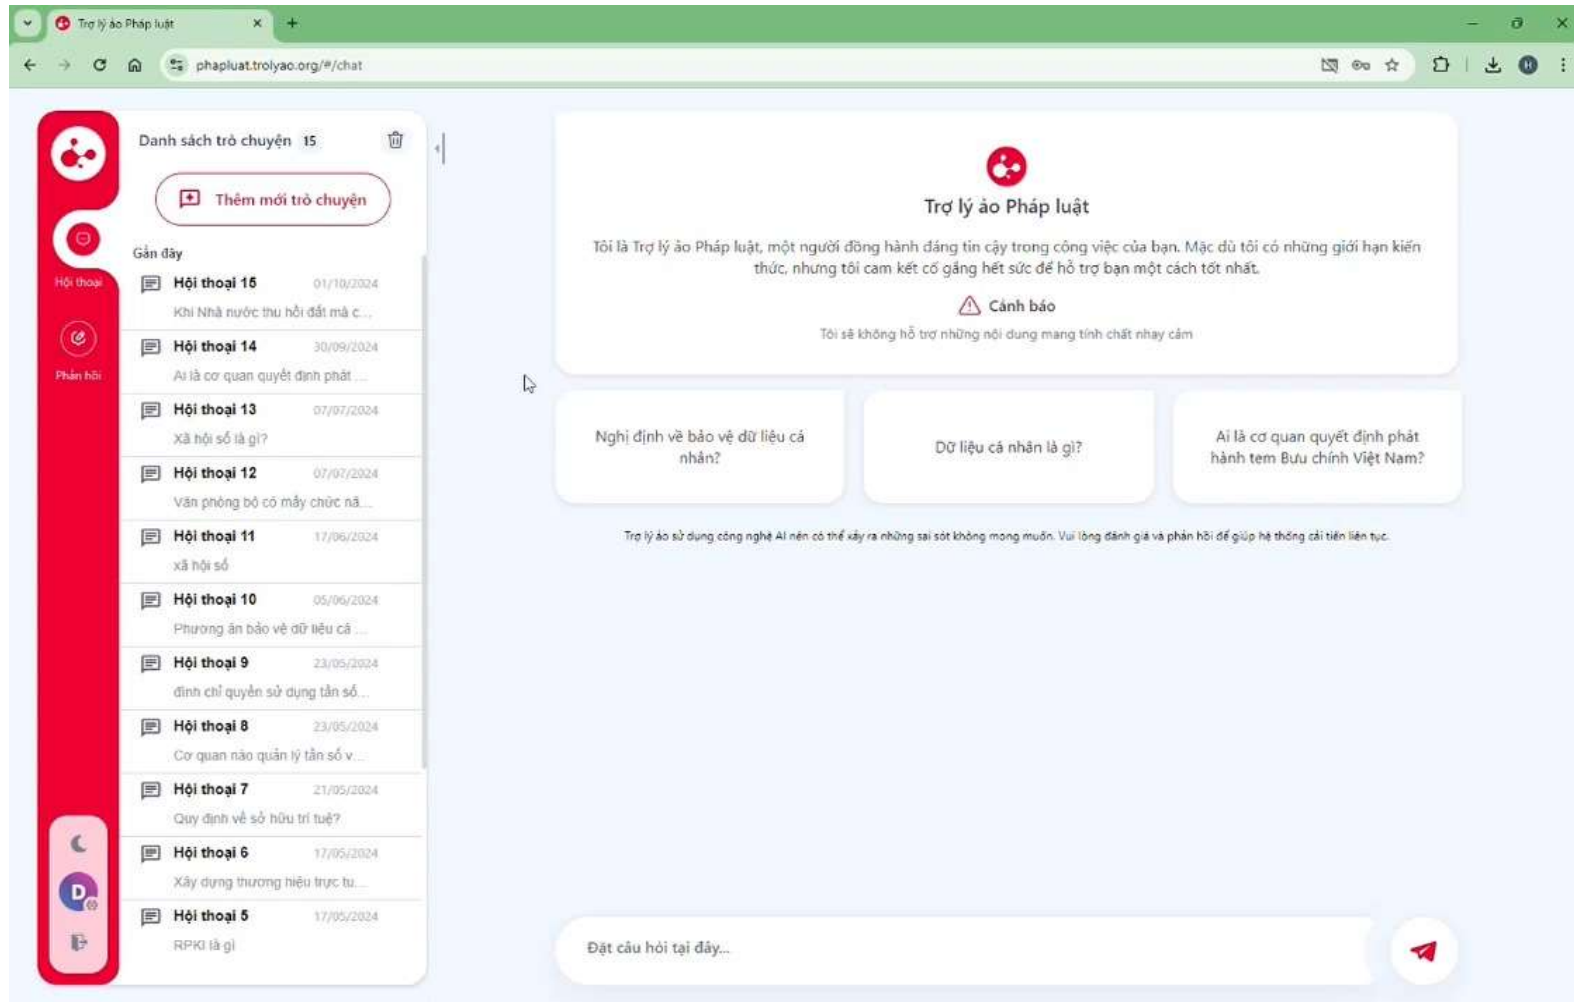 Trợ lý ảo Pháp luật
phapluat.trolyao.org/#/chat
H
Danh sách trò chuyện 15
Thêm mới trò chuyện
Gần đây
Hội thoại
Phản hồi
D
Hội thoại 15 01/10/2024
Khi Nhà nước thu hồi đất mà c...
Hội thoại 14 30/09/2024
Ai là cơ quan quyết định phát ...
Hội thoại 13 07/07/2024
Xã hội số là gì?
Hội thoại 12 07/07/2024
Văn phòng bộ có mấy chức nă...
Hội thoại 11 17/06/2024
xã hội số
Hội thoại 10 05/06/2024
Phương án bảo vệ dữ liệu cá ...
Hội thoại 9 23/05/2024
đình chỉ quyền sử dụng tần số...
Hội thoại 8 23/05/2024
Cơ quan nào quản lý tần số v...
Hội thoại 7 21/05/2024
Quy định về sở hữu trí tuệ?
Hội thoại 6 17/05/2024
Xây dựng thương hiệu trực tu...
Hội thoại 5 17/05/2024
RPKI là gì
Trợ lý ảo Pháp luật
Tôi là Trợ lý ảo Pháp luật, một người đồng hành đáng tin cậy trong công việc của bạn. Mặc dù tôi có những giới hạn kiến
thức, nhưng tôi cam kết cố gắng hết sức để hỗ trợ bạn một cách tốt nhất.
Cảnh báo
Tôi sẽ không hỗ trợ những nội dung mang tính chất nhạy cảm
Nghị định về bảo vệ dữ liệu cá
nhân?
Dữ liệu cá nhân là gì?
Ai là cơ quan quyết định phát
hành tem Bưu chính Việt Nam?
Trợ lý ảo sử dụng công nghệ AI nên có thể xảy ra những sai sót không mong muốn. Vui lòng đánh giá và phản hồi để giúp hệ thống cải tiến liên tục.
Đặt câu hỏi tại đây...